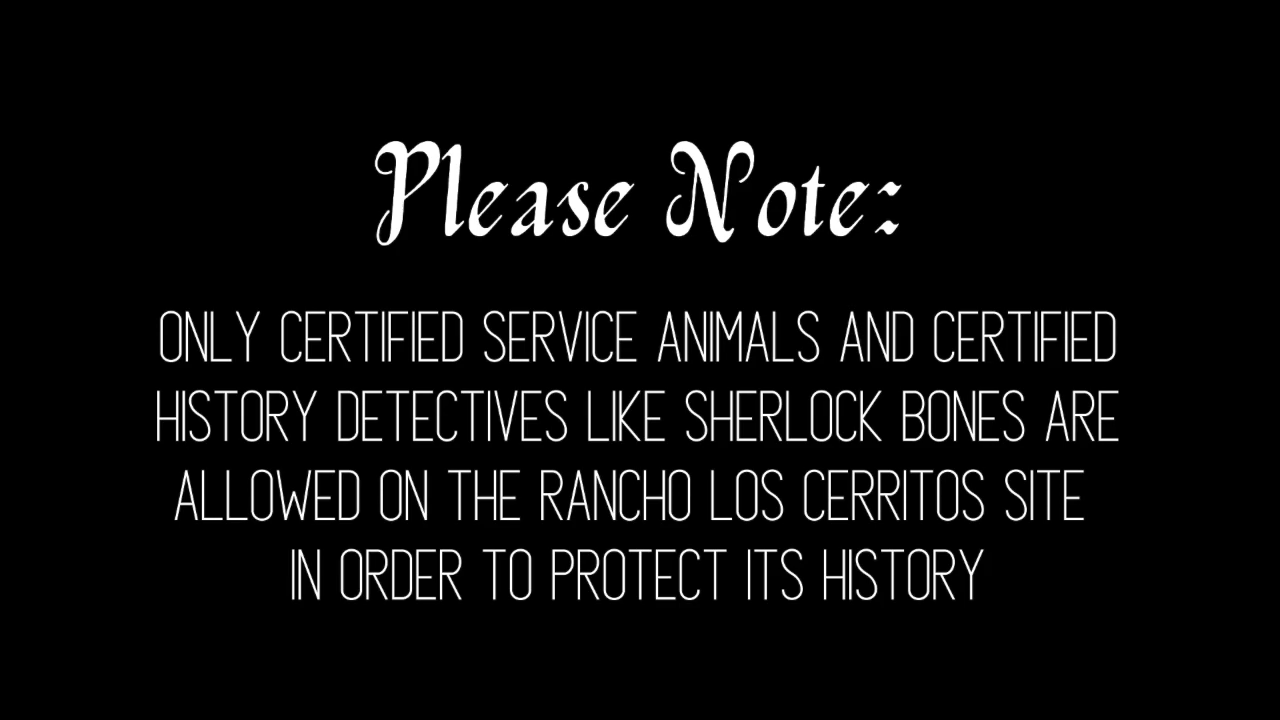 Please Note:
ONLY CERTIFIED SERVICE ANIMALS AND CERTIFIED
HISTORY DETECTIVES LIKE SHERLOCK BONES ARE
ALLOWED ON THE RANCHO LOS CERRITOS SITE
IN ORDER TO PROTECT ITS HISTORY